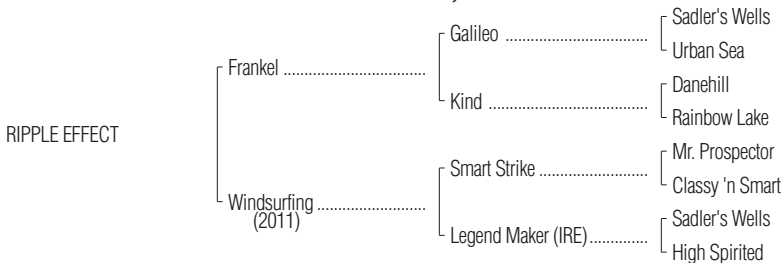 Sadler's Wells
Galileo ..................................
Urban Sea
Frankel ..................................
Danehill
Kind ......................................
Rainbow Lake
RIPPLE EFFECT
Mr. Prospector
Smart Strike ..........................
Classy 'n Smart
Windsurfing ..........................
(2011)
Sadler's Wells
Legend Maker (IRE)..............
High Spirited